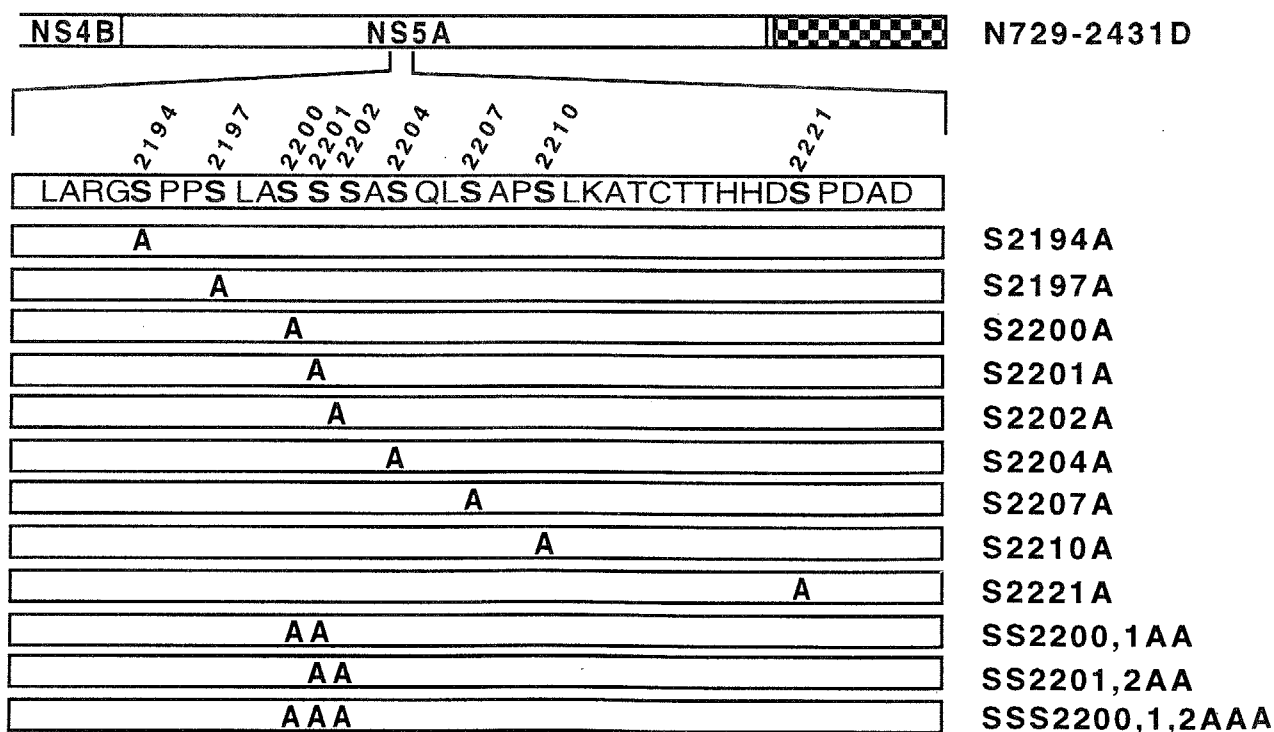 NS4B NS5A N729-2431D
2194 2197 2200 2201 2202 2204 2207 2210 2221
LARGSPPSLASSSASQLSAPSLKATCTTHHDSPDAD
A S2194A
A S2197A
A S2200A
A S2201A
A S2202A
A S2204A
A S2207A
A S2210A
A S2221A
AA SS2200,1AA
AA SS2201,2AA
AAA SSS2200,1,2AAA